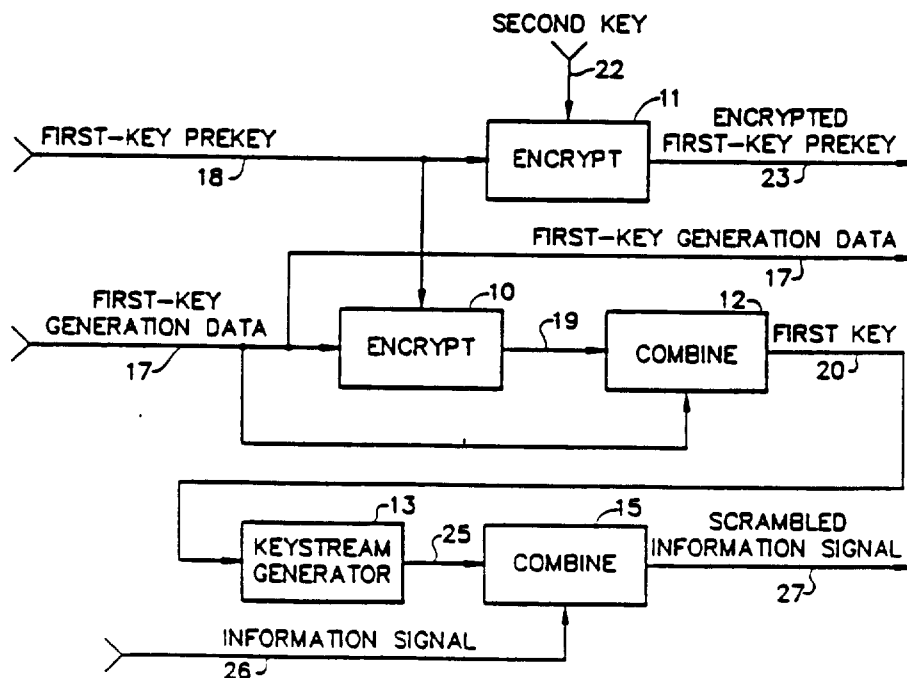 SECOND KEY
22
11
FIRST-KEY PREKEY
18
ENCRYPT
ENCRYPTED
FIRST-KEY PREKEY
23
FIRST-KEY GENERATION DATA
17
FIRST-KEY
GENERATION DATA
17
10
ENCRYPT
19
12
COMBINE
FIRST KEY
20
13
KEYSTREAM
GENERATOR
25
15
COMBINE
SCRAMBLED
INFORMATION SIGNAL
27
INFORMATION SIGNAL
26